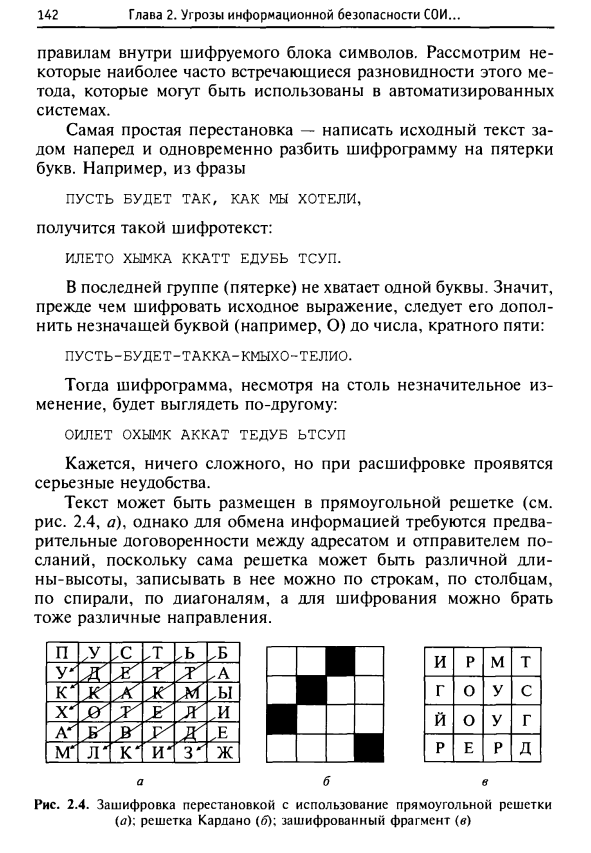 142
Глава 2. Угрозы информационной безопасности СОИ...
правилам внутри шифруемого блока символов. Рассмотрим не-
которые наиболее часто встречающиеся разновидности этого ме-
тода, которые могут быть использованы в автоматизированных
системах.
Самая простая перестановка — написать исходный текст за-
дом наперед и одновременно разбить шифрограмму на пятерки
букв. Например, из фразы
ПУСТЬ БУДЕТ ТАК, КАК МЫ ХОТЕЛИ,
получится такой шифротекст:
ИЛЕТО ХЫМКА ККАТТ ЕДУБЬ ТСУП.
В последней группе (пятерке) не хватает одной буквы. Значит,
прежде чем шифровать исходное выражение, следует его допол-
нить незначащей буквой (например, О) до числа, кратного пяти:
ПУСТЬ-БУДЕТ-ТАККА-КМЫХО-ТЕЛИО.
Тогда шифрограмма, несмотря на столь незначительное из-
менение, будет выглядеть по-другому:
ОИЛЕТ ОХЫМК АККАТ ТЕДУБ ЬТСУП
Кажется, ничего сложного, но при расшифровке проявятся
серьезные неудобства.
Текст может быть размещен в прямоугольной решетке (см.
рис. 2.4, а), однако для обмена информацией требуются предва-
рительные договоренности между адресатом и отправителем по-
сланий, поскольку сама решетка может быть различной дли-
ны-высоты, записывать в нее можно по строкам, по столбцам,
по спирали, по диагоналям, а для шифрования можно брать
тоже различные направления.
П У С Т Ь Б
У Д Е Т Т А
К К А К М Ы
Х О Т Е Л И
А Б В Г Д Е
М Л К И З Ж
И Р М Т
Г О У С
Й О У Г
Р Е Р Д
а
б
в
Рис. 2.4. Зашифровка перестановкой с использование прямоугольной решетки
(а); решетка Кардано (б); зашифрованный фрагмент (в)